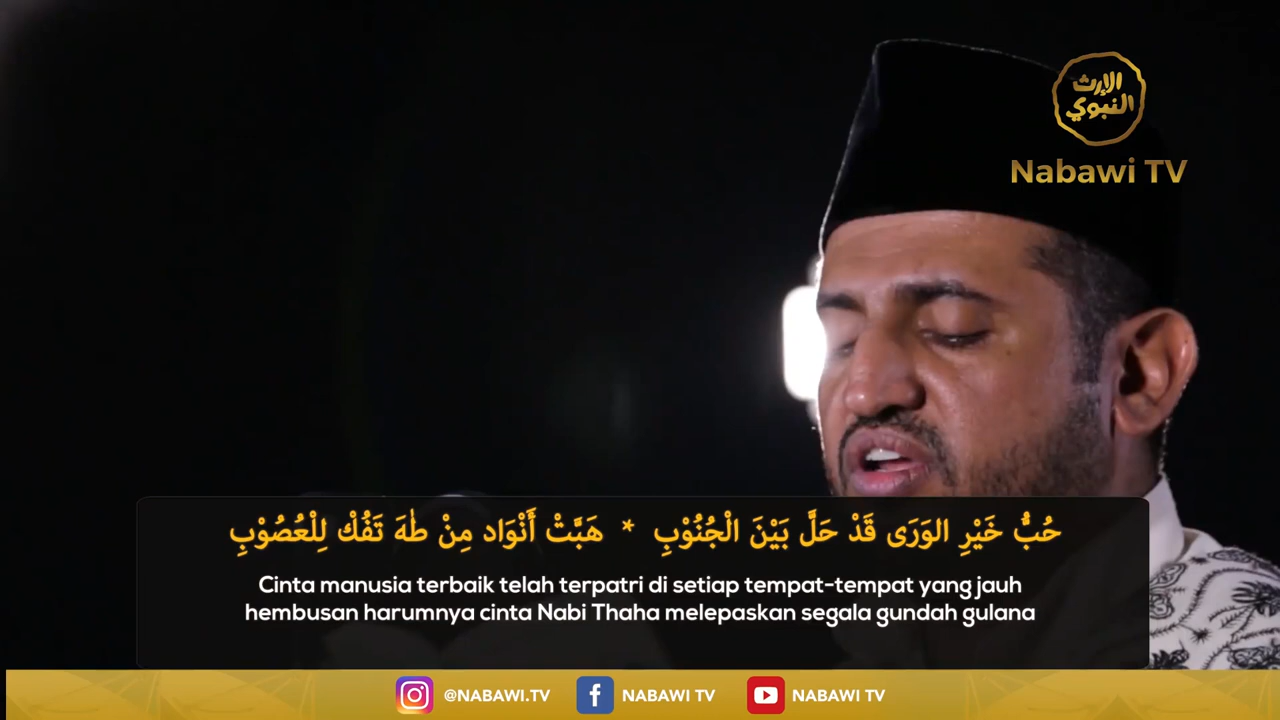 الإرث
النبوي
Nabawi TV
حُبُّ خَيْرِ الوَرَى قَدْ حَلَّ بَيْنَ الْجُنُوْبِ * هَبَّتْ أَنْوَاد مِنْ طٰهَ تَفُكْ لِلْعُصُوْبِ
Cinta manusia terbaik telah terpatri di setiap tempat-tempat yang jauh
hembusan harumnya cinta Nabi Thaha melepaskan segala gundah gulana
@NABAWI.TV NABAWI TV NABAWI TV